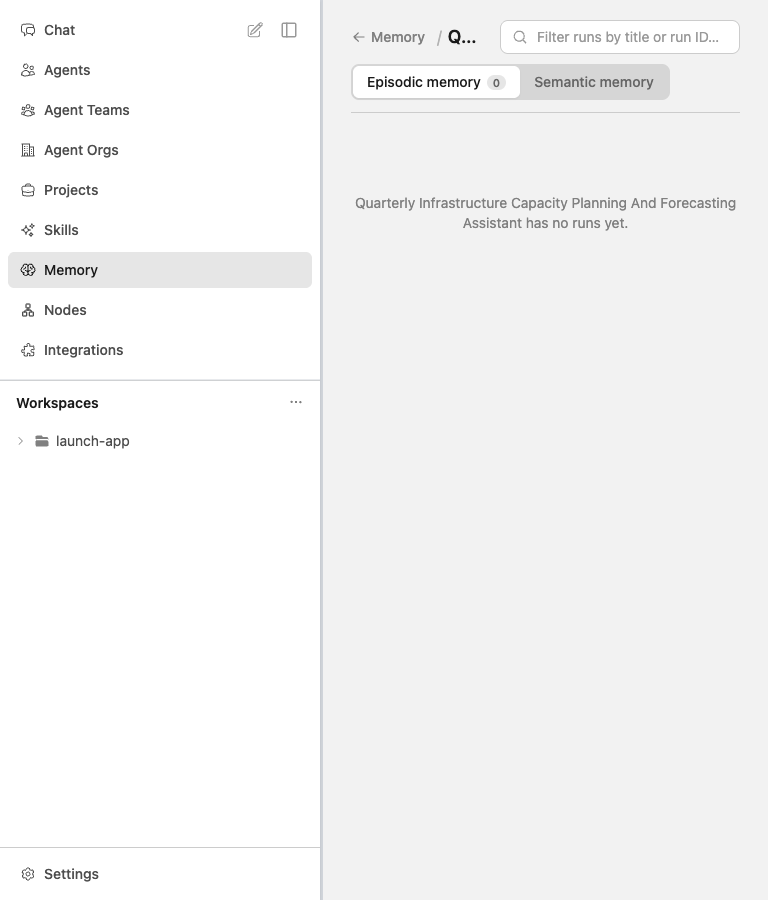 Chat
Agents
Agent Teams
Agent Orgs
Projects
Skills
Memory
Nodes
Integrations
Workspaces
launch-app
Settings
Memory / Q...
Filter runs by title or run ID...
Episodic memory 0
Semantic memory
Quarterly Infrastructure Capacity Planning And Forecasting
Assistant has no runs yet.